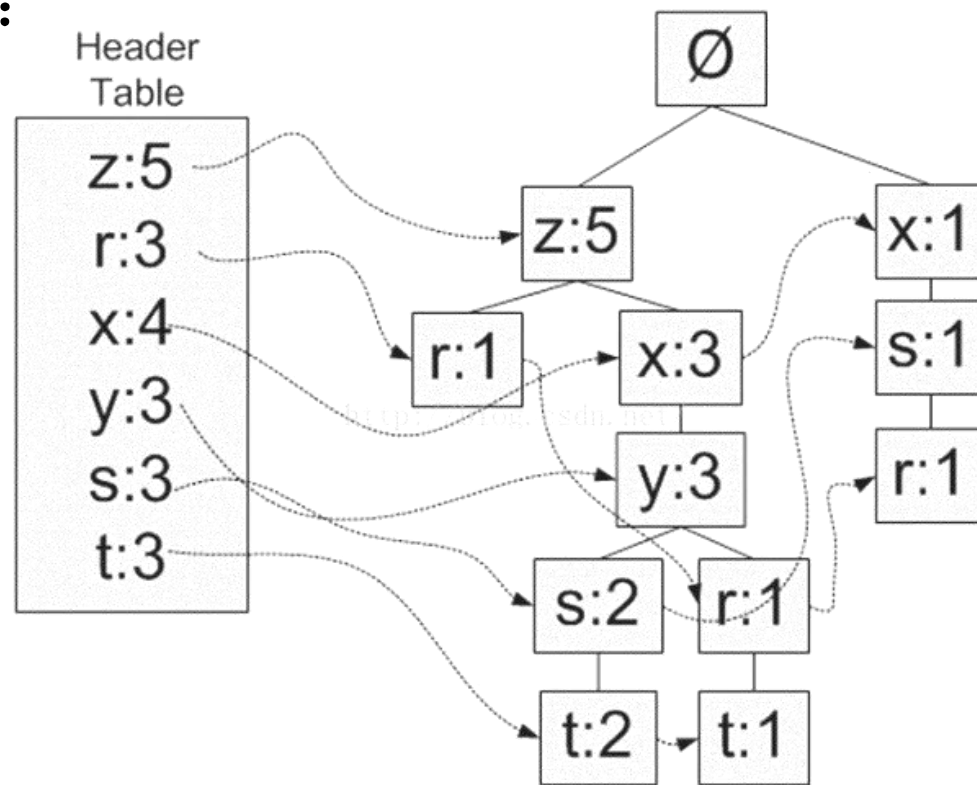 :
Header
Table
z:5
r:3
x:4
y:3
s:3
t:3
Ø
z:5
x:1
r:1
x:3
s:1
y:3
r:1
s:2
r:1
t:2
t:1